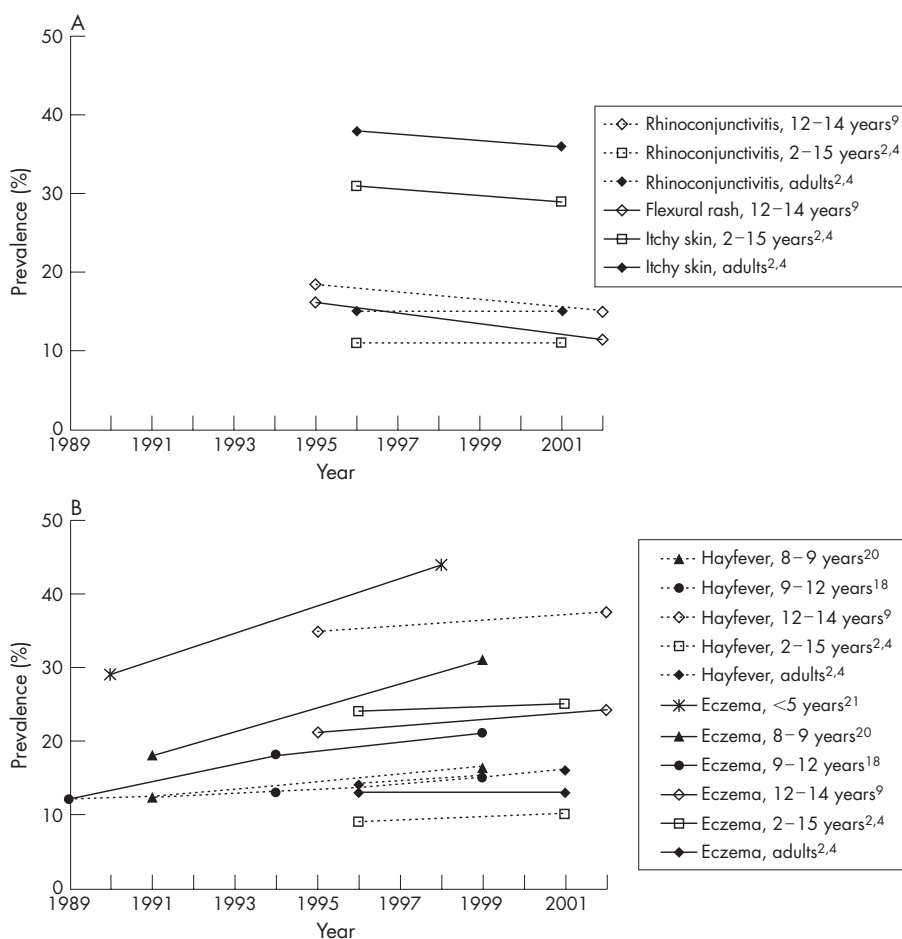 A
50
40
30
20
10
0
Prevalence (%)
1989 1991 1993 1995 1997 1999 2001
Year
Rhinoconjunctivitis, 12–14 years⁹
Rhinoconjunctivitis, 2–15 years²,⁴
Rhinoconjunctivitis, adults²,⁴
Flexural rash, 12–14 years⁹
Itchy skin, 2–15 years²,⁴
Itchy skin, adults²,⁴
B
50
40
30
20
10
0
Prevalence (%)
1989 1991 1993 1995 1997 1999 2001
Year
Hayfever, 8–9 years²⁰
Hayfever, 9–12 years¹⁸
Hayfever, 12–14 years⁹
Hayfever, 2–15 years²,⁴
Hayfever, adults²,⁴
Eczema, <5 years²¹
Eczema, 8–9 years²⁰
Eczema, 9–12 years¹⁸
Eczema, 12–14 years⁹
Eczema, 2–15 years²,⁴
Eczema, adults²,⁴